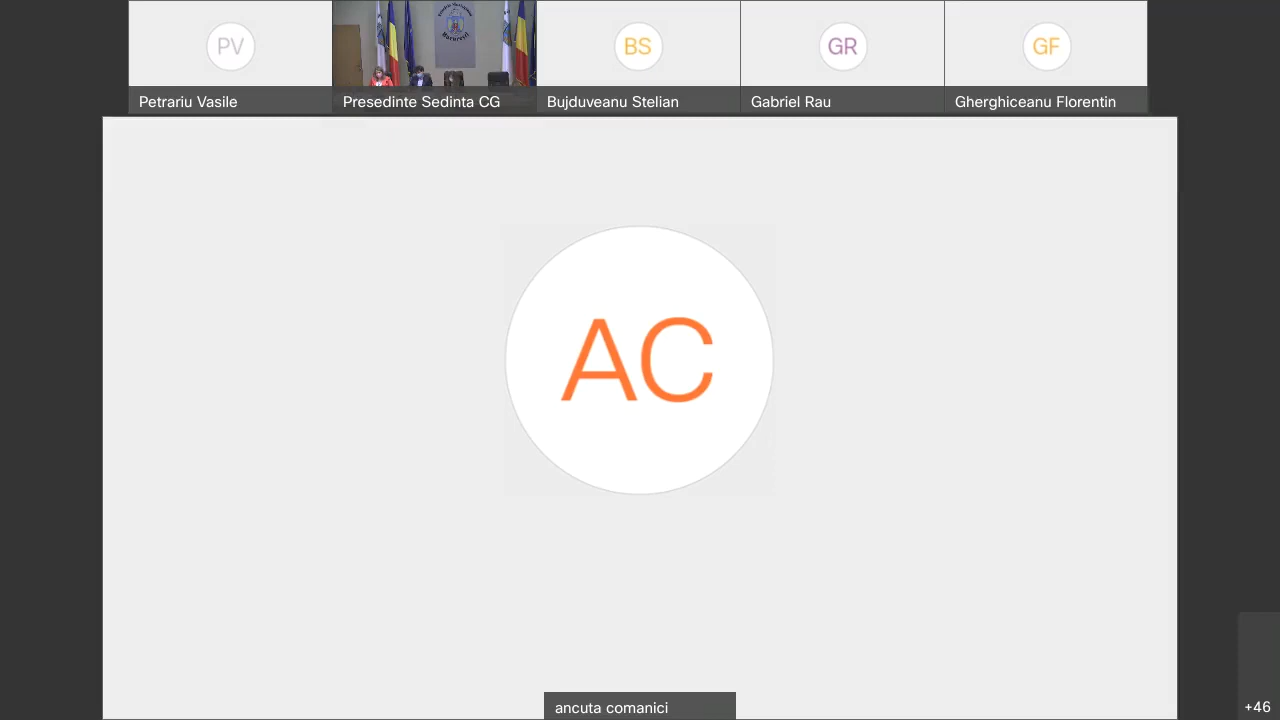 PV
BS
GR
GF
Petrariu Vasile
Presedinte Sedinta CG
Bujduveanu Stelian
Gabriel Rau
Gherghiceanu Florentin
AC
ancuta comanici
+46